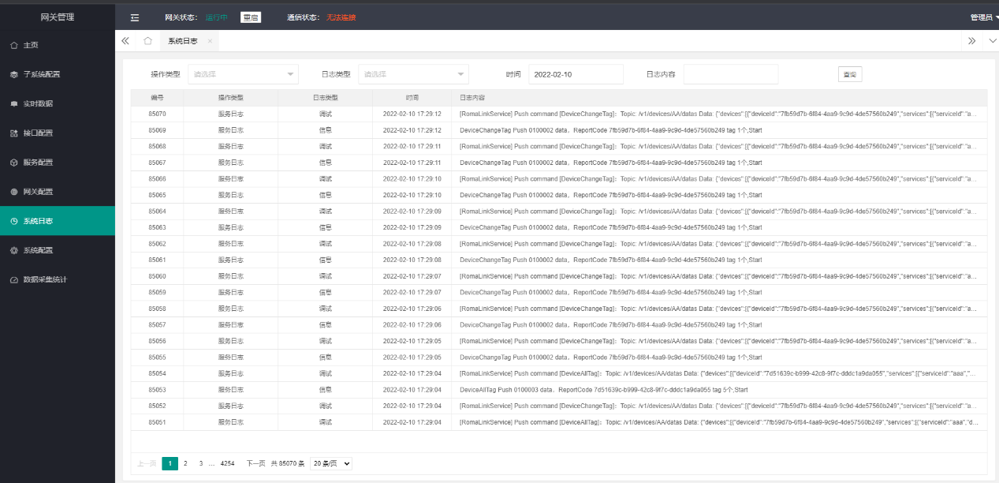 网关管理
网关状态： 运行中 重启 通信状态： 无法连接 管理员
主页
子系统配置
实时数据
接口配置
服务配置
网关配置
系统日志
系统配置
数据采集统计
系统日志 ×
操作类型 请选择 日志类型 请选择 时间 2022-02-10 日志内容 查询
编号 操作类型 日志类型 时间 日志内容
85070 服务日志 调试 2022-02-10 17:29:12 [RomaLinkService] Push command [DeviceChangeTag]：Topic: /v1/devices/AA/datas Data: {"devices":[{"deviceId":"7fb59d7b-6f84-4aa9-9c9d-4de57560b249","services":[{"serviceId":"a...
85069 服务日志 信息 2022-02-10 17:29:12 DeviceChangeTag Push 0100002 data，ReportCode 7fb59d7b-6f84-4aa9-9c9d-4de57560b249 tag 1个,Start
85068 服务日志 调试 2022-02-10 17:29:11 [RomaLinkService] Push command [DeviceChangeTag]：Topic: /v1/devices/AA/datas Data: {"devices":[{"deviceId":"7fb59d7b-6f84-4aa9-9c9d-4de57560b249","services":[{"serviceId":"a...
85067 服务日志 信息 2022-02-10 17:29:11 DeviceChangeTag Push 0100002 data，ReportCode 7fb59d7b-6f84-4aa9-9c9d-4de57560b249 tag 1个,Start
85066 服务日志 调试 2022-02-10 17:29:10 [RomaLinkService] Push command [DeviceChangeTag]：Topic: /v1/devices/AA/datas Data: {"devices":[{"deviceId":"7fb59d7b-6f84-4aa9-9c9d-4de57560b249","services":[{"serviceId":"a...
85065 服务日志 信息 2022-02-10 17:29:10 DeviceChangeTag Push 0100002 data，ReportCode 7fb59d7b-6f84-4aa9-9c9d-4de57560b249 tag 1个,Start
85064 服务日志 调试 2022-02-10 17:29:09 [RomaLinkService] Push command [DeviceChangeTag]：Topic: /v1/devices/AA/datas Data: {"devices":[{"deviceId":"7fb59d7b-6f84-4aa9-9c9d-4de57560b249","services":[{"serviceId":"a...
85063 服务日志 信息 2022-02-10 17:29:09 DeviceChangeTag Push 0100002 data，ReportCode 7fb59d7b-6f84-4aa9-9c9d-4de57560b249 tag 1个,Start
85062 服务日志 调试 2022-02-10 17:29:08 [RomaLinkService] Push command [DeviceChangeTag]：Topic: /v1/devices/AA/datas Data: {"devices":[{"deviceId":"7fb59d7b-6f84-4aa9-9c9d-4de57560b249","services":[{"serviceId":"a...
85061 服务日志 信息 2022-02-10 17:29:08 DeviceChangeTag Push 0100002 data，ReportCode 7fb59d7b-6f84-4aa9-9c9d-4de57560b249 tag 1个,Start
85060 服务日志 调试 2022-02-10 17:29:07 [RomaLinkService] Push command [DeviceChangeTag]：Topic: /v1/devices/AA/datas Data: {"devices":[{"deviceId":"7fb59d7b-6f84-4aa9-9c9d-4de57560b249","services":[{"serviceId":"a...
85059 服务日志 信息 2022-02-10 17:29:07 DeviceChangeTag Push 0100002 data，ReportCode 7fb59d7b-6f84-4aa9-9c9d-4de57560b249 tag 1个,Start
85058 服务日志 调试 2022-02-10 17:29:06 [RomaLinkService] Push command [DeviceChangeTag]：Topic: /v1/devices/AA/datas Data: {"devices":[{"deviceId":"7fb59d7b-6f84-4aa9-9c9d-4de57560b249","services":[{"serviceId":"a...
85057 服务日志 信息 2022-02-10 17:29:06 DeviceChangeTag Push 0100002 data，ReportCode 7fb59d7b-6f84-4aa9-9c9d-4de57560b249 tag 1个,Start
85056 服务日志 调试 2022-02-10 17:29:05 [RomaLinkService] Push command [DeviceChangeTag]：Topic: /v1/devices/AA/datas Data: {"devices":[{"deviceId":"7fb59d7b-6f84-4aa9-9c9d-4de57560b249","services":[{"serviceId":"a...
85055 服务日志 信息 2022-02-10 17:29:05 DeviceChangeTag Push 0100002 data，ReportCode 7fb59d7b-6f84-4aa9-9c9d-4de57560b249 tag 1个,Start
85054 服务日志 调试 2022-02-10 17:29:04 [RomaLinkService] Push command [DeviceAllTag]：Topic: /v1/devices/AA/datas Data: {"devices":[{"deviceId":"7d51639c-b999-42c8-9f7c-dddc1a9da055","services":[{"serviceId":"aaa","...
85053 服务日志 信息 2022-02-10 17:29:04 DeviceAllTag Push 0100003 data，ReportCode 7d51639c-b999-42c8-9f7c-dddc1a9da055 tag 5个,Start
85052 服务日志 调试 2022-02-10 17:29:04 [RomaLinkService] Push command [DeviceChangeTag]：Topic: /v1/devices/AA/datas Data: {"devices":[{"deviceId":"7fb59d7b-6f84-4aa9-9c9d-4de57560b249","services":[{"serviceId":"a...
85051 服务日志 调试 2022-02-10 17:29:04 [RomaLinkService] Push command [DeviceAllTag]：Topic: /v1/devices/AA/datas Data: {"devices":[{"deviceId":"7fb59d7b-6f84-4aa9-9c9d-4de57560b249","services":[{"serviceId":"aaa","d...
上一页 1 2 3 ... 4254 下一页 共 85070 条 20 条/页